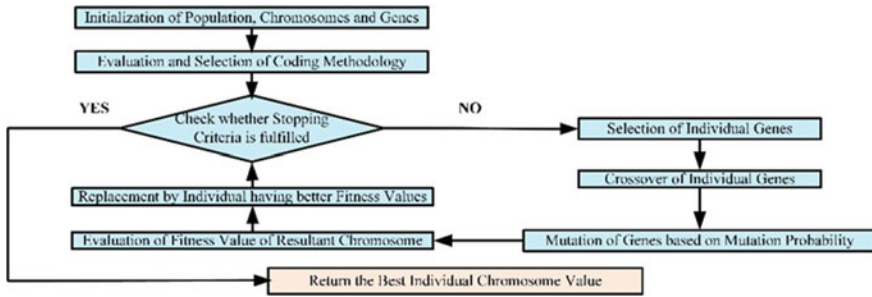 Initialization of Population, Chromosomes and Genes
Evaluation and Selection of Coding Methodology
YES
Check whether Stopping
Criteria is fulfilled
NO
Selection of Individual Genes
Crossover of Individual Genes
Mutation of Genes based on Mutation Probability
Replacement by Individual having better Fitness Values
Evaluation of Fitness Value of Resultant Chromosome
Return the Best Individual Chromosome Value